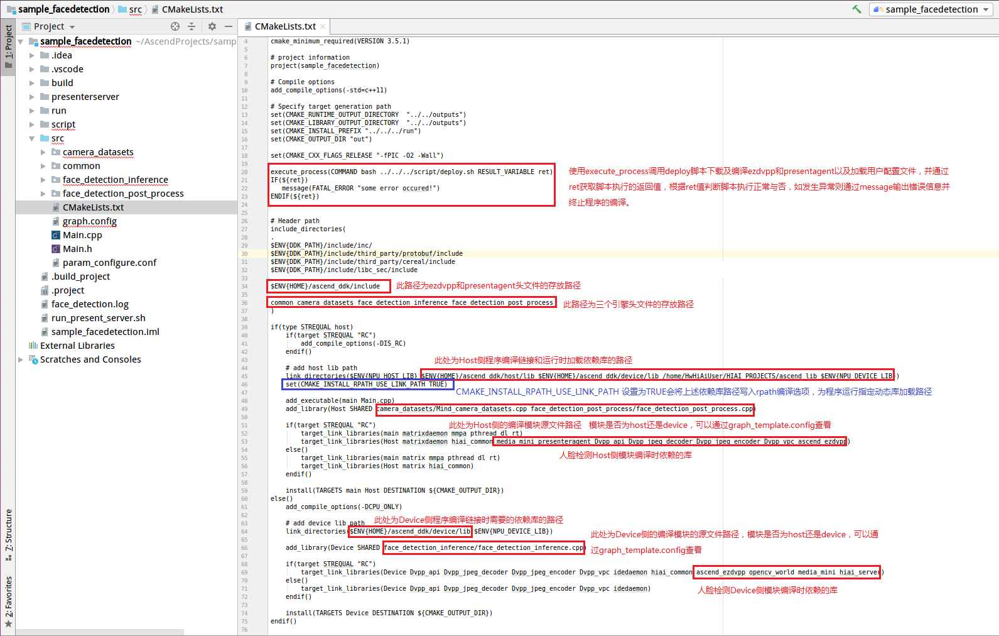 sample_facedetection src CMakeLists.txt sample_facedetection
Project CMakeLists.txt
1: Project
sample_facedetection ~/AscendProjects/samp
.idea
.vscode
build
presenterserver
run
script
src
camera_datasets
common
face_detection_inference
face_detection_post_process
CMakeLists.txt
graph.config
Main.cpp
Main.h
param_configure.conf
.build_project
.project
face_detection.log
run_present_server.sh
sample_facedetection.iml
External Libraries
Scratches and Consoles
7: Structure
2: Favorites
4 cmake_minimum_required(VERSION 3.5.1)
5
6 # project information
7 project(sample_facedetection)
8
9 # Compile options
10 add_compile_options(-std=c++11)
11
12 # Specify target generation path
13 set(CMAKE_RUNTIME_OUTPUT_DIRECTORY "../../outputs")
14 set(CMAKE_LIBRARY_OUTPUT_DIRECTORY "../../outputs")
15 set(CMAKE_INSTALL_PREFIX "../../../run")
16 set(CMAKE_OUTPUT_DIR "out")
17
18 set(CMAKE_CXX_FLAGS_RELEASE "-fPIC -O2 -Wall")
19
20 execute_process(COMMAND bash ../../../script/deploy.sh RESULT_VARIABLE ret)
21 IF(${ret})
22 message(FATAL_ERROR "some error occured!")
23 ENDIF(${ret})
24
使用execute_process调用deploy脚本下载及编译ezdvpp和presentagent以及加载用户配置文件，并通过
ret获取脚本执行的返回值，根据ret值判断脚本执行正常与否，如发生异常则通过message输出错误信息并
终止程序的编译。
25
26 # Header path
27 include_directories(
28 .
29 $ENV{DDK_PATH}/include/inc/
30 $ENV{DDK_PATH}/include/third_party/protobuf/include
31 $ENV{DDK_PATH}/include/third_party/cereal/include
32 $ENV{DDK_PATH}/include/libc_sec/include
33
34 $ENV{HOME}/ascend_ddk/include 此路径为ezdvpp和presentagent头文件的存放路径
35
36 common camera_datasets face_detection_inference face_detection_post_process 此路径为三个引擎头文件的存放路径
37 )
38
39 if(type STREQUAL host)
40 if(target STREQUAL "RC")
41 add_compile_options(-DIS_RC)
42 endif()
43 此处为Host侧程序编译链接和运行时加载依赖库的路径
44 # add host lib path
45 link_directories($ENV{NPU_HOST_LIB} $ENV{HOME}/ascend_ddk/host/lib $ENV{HOME}/ascend_ddk/device/lib /home/HwHiAiUser/HIAI_PROJECTS/ascend_lib $ENV{NPU_DEVICE_LIB})
46 set(CMAKE_INSTALL_RPATH_USE_LINK_PATH TRUE)
47 CMAKE_INSTALL_RPATH_USE_LINK_PATH 设置为TRUE会将上述依赖库路径写入rpath编译选项，为程序运行指定动态库加载路径
48 add_executable(main Main.cpp)
49 add_library(Host SHARED camera_datasets/Mind_camera_datasets.cpp face_detection_post_process/face_detection_post_process.cpp)
50
51 if(target STREQUAL "RC") 此处为Host侧的编译模块源文件路径 模块是否为host还是device，可以通过graph_template.config查看
52 target_link_libraries(main matrixdaemon mmpa pthread dl rt)
53 target_link_libraries(Host matrixdaemon hiai_common media_mini presenteragent Dvpp_api Dvpp_jpeg_decoder Dvpp_jpeg_encoder Dvpp_vpc ascend_ezdvpp)
54 else() 人脸检测Host侧模块编译时依赖的库
55 target_link_libraries(main matrix mmpa pthread dl rt)
56 target_link_libraries(Host matrix hiai_common)
57 endif()
58
59 install(TARGETS main Host DESTINATION ${CMAKE_OUTPUT_DIR})
60 else()
61 add_compile_options(-DCPU_ONLY)
62 此处为Device侧程序编译链接时需要的依赖库的路径
63 # add device lib path
64 link_directories($ENV{HOME}/ascend_ddk/device/lib $ENV{NPU_DEVICE_LIB})
65
66 add_library(Device SHARED face_detection_inference/face_detection_inference.cpp)
此处为Device侧的编译模块的源文件路径，模块是否为host还是device，可以通
过graph_template.config查看
67
68 if(target STREQUAL "RC")
69 target_link_libraries(Device Dvpp_api Dvpp_jpeg_decoder Dvpp_jpeg_encoder Dvpp_vpc idedaemon hiai_common ascend_ezdvpp opencv_world media_mini hiai_server)
70 else()
71 target_link_libraries(Device Dvpp_api Dvpp_jpeg_decoder Dvpp_jpeg_encoder Dvpp_vpc idedaemon) 人脸检测Device侧模块编译时依赖的库
72 endif()
73
74 install(TARGETS Device DESTINATION ${CMAKE_OUTPUT_DIR})
75 endif()
76